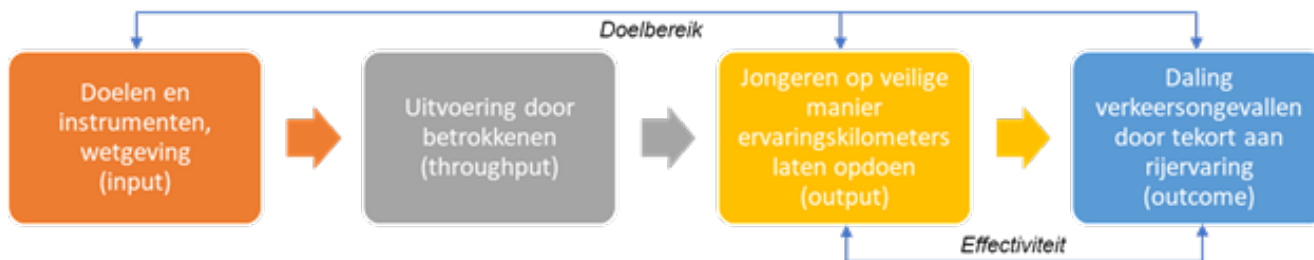 Doelbereik
Doelen en
instrumenten,
wetgeving
(input)
Uitvoering door
betrokkenen
(throughput)
Jongeren op veilige
manier
ervaringskilometers
laten opdoen
(output)
Daling
verkeersongevallen
door tekort aan
rijervaring
(outcome)
Effectiviteit